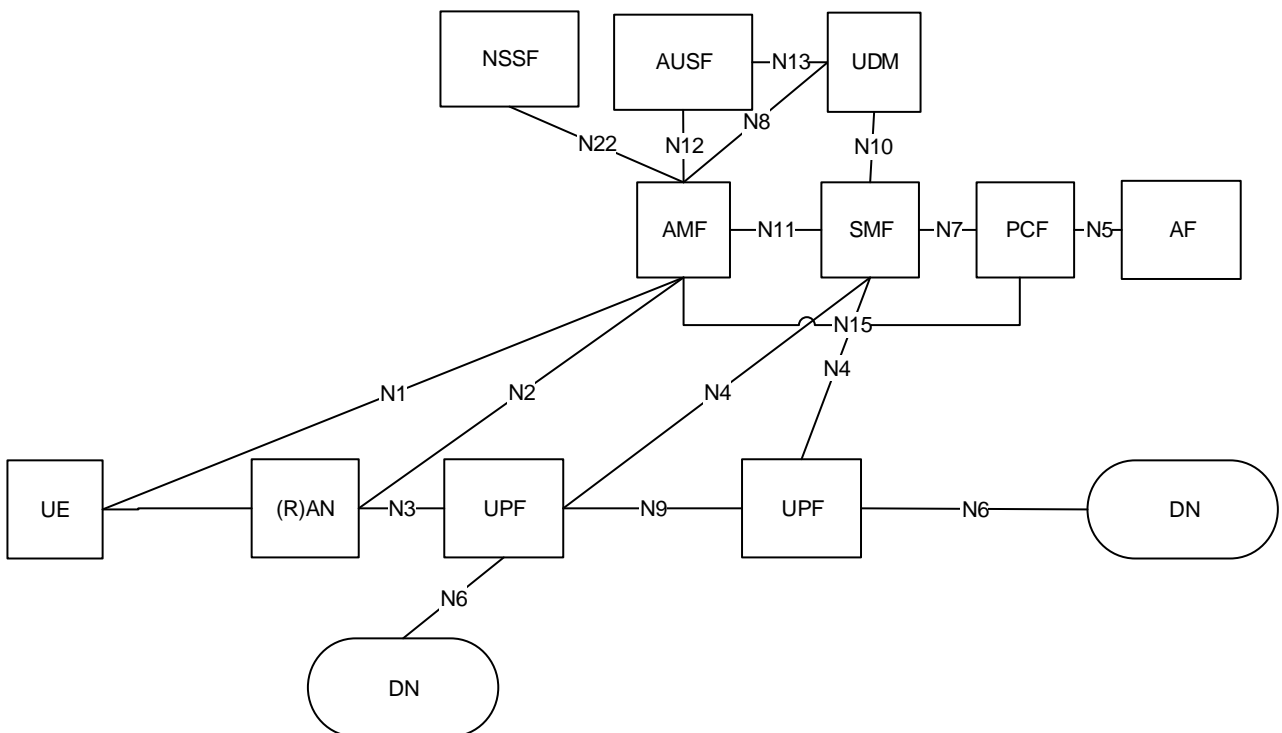 NSSF
AUSF
N13
UDM
N22
N12
N8
N10
AMF
N11
SMF
N7
PCF
N5
AF
N15
N4
N1
N2
N4
UE
(R)AN
N3
UPF
N9
UPF
N6
DN
N6
DN